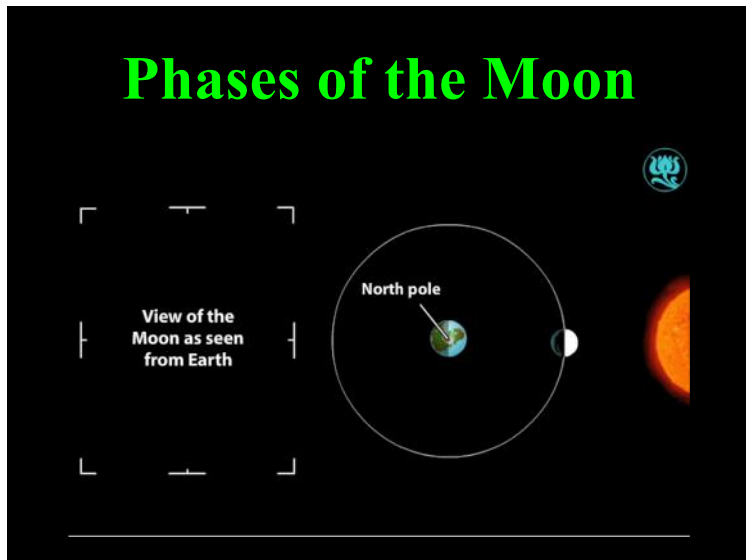 Phases of the Moon
North pole
View of the
Moon as seen
from Earth